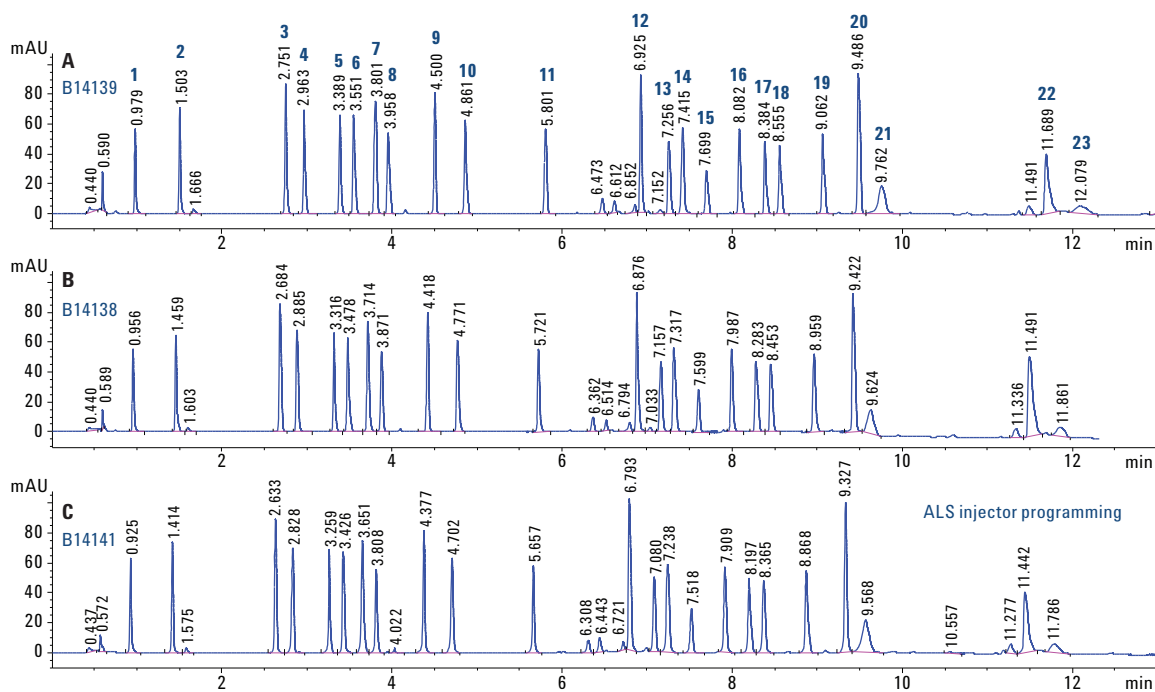 mAU
A
B14139
80
60
40
20
0
1 2 3 4 5 6 7 8 9 10 11 12 13 14 15 16 17 18 19 20 21 22 23
0.440 0.590 0.979 1.503 1.666 2.751 2.963 3.389 3.551 3.801 3.958 4.500 4.861 5.801 6.473 6.612 6.852 6.925 7.152 7.256 7.415 7.699 8.082 8.384 8.555 9.062 9.486 9.762 11.491 11.689 12.079
2 4 6 8 10 12 min
mAU
B
B14138
80
60
40
20
0
0.440 0.589 0.956 1.459 1.603 2.684 2.885 3.316 3.478 3.714 3.871 4.418 4.771 5.721 6.362 6.514 6.794 6.876 7.033 7.157 7.317 7.599 7.987 8.283 8.453 8.959 9.422 9.624 11.336 11.491 11.861
2 4 6 8 10 12 min
mAU
C
B14141
ALS injector programming
80
60
40
20
0
0.437 0.572 0.925 1.414 1.575 2.633 2.828 3.259 3.426 3.651 3.808 4.022 4.377 4.702 5.657 6.308 6.443 6.721 6.793 7.080 7.238 7.518 7.909 8.197 8.365 8.868 9.327 9.568 10.557 11.277 11.442 11.786
2 4 6 8 10 12 min